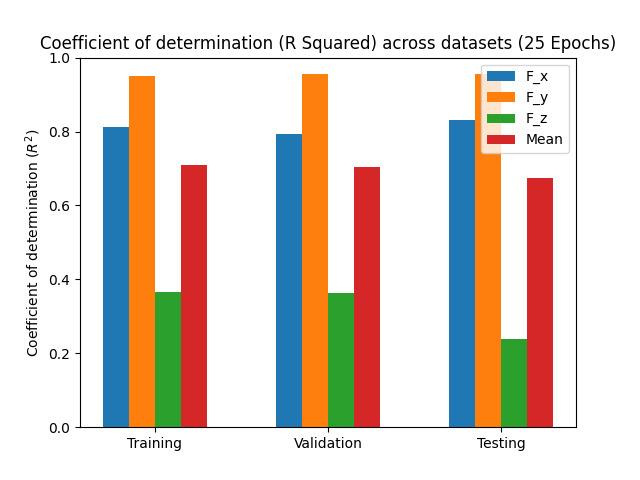 Coefficient of determination (R Squared) across datasets (25 Epochs)
F_x
F_y
F_z
Mean
Coefficient of determination (R²)
1.0
0.8
0.6
0.4
0.2
0.0
Training Validation Testing